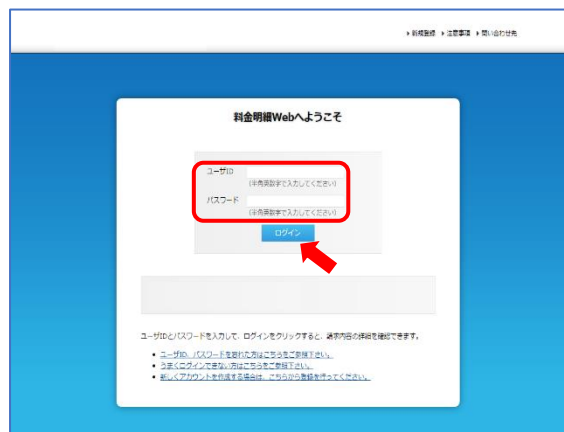 新規登録 注意事項 問い合わせ先
料金明細Webへようこそ
ユーザID
(半角英数字で入力してください)
パスワード
(半角英数字で入力してください)
ログイン
ユーザIDとパスワードを入力して、ログインをクリックすると、請求内容の詳細を確認できます。
ユーザID、パスワードを忘れた方はこちらをご参照下さい。
うまくログインできない方はこちらをご参照下さい。
新しくアカウントを作成する場合は、こちらから登録を行ってください。